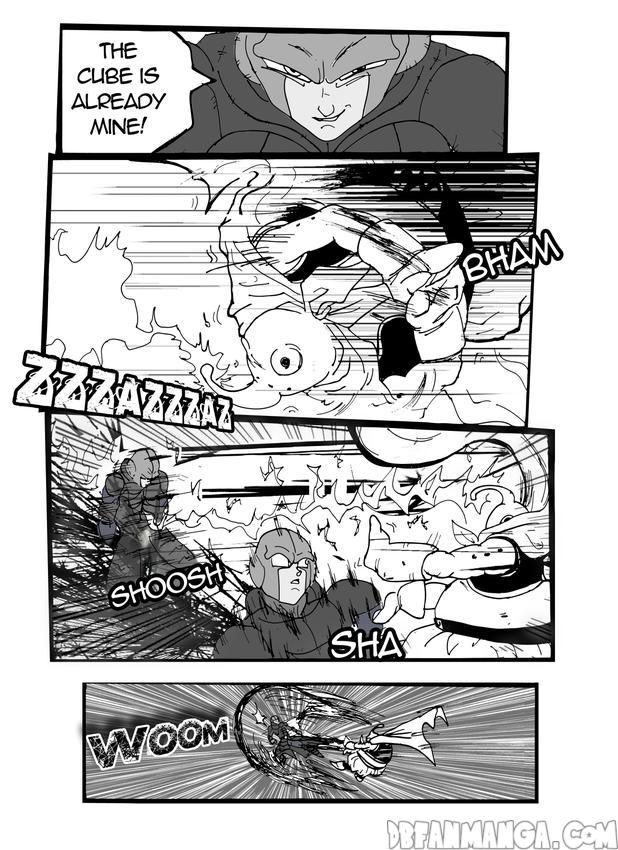 THE
CUBE IS
ALREADY
MINE!
BHAM
ZZZAZZZAZ
SHOOSH
SHA
WOOM
DBFANMANGA.COM